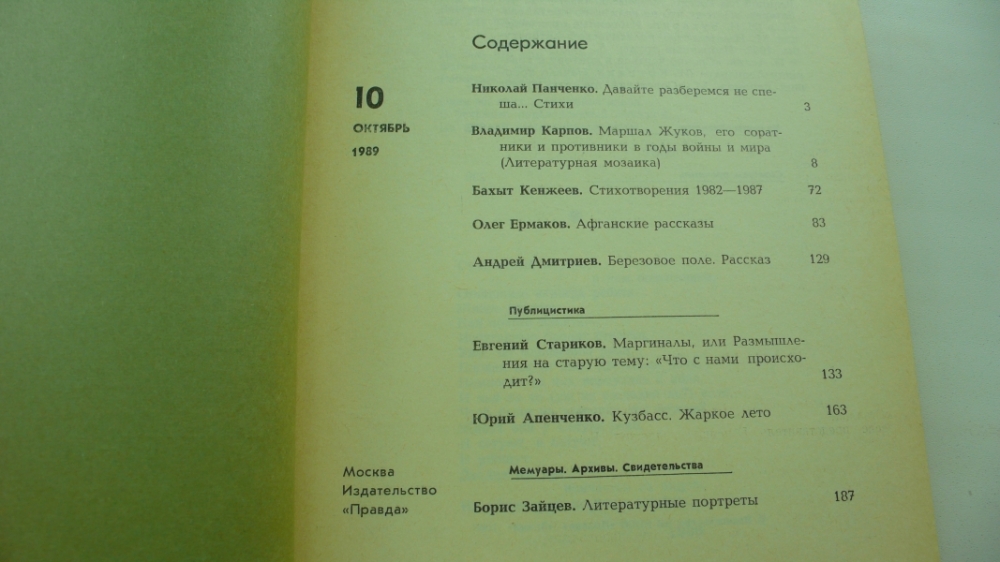 Содержание
10
ОКТЯБРЬ
1989
Николай Панченко. Давайте разберемся не спе-
ша... Стихи 3
Владимир Карпов. Маршал Жуков, его сорат-
ники и противники в годы войны и мира
(Литературная мозаика) 8
Бахыт Кенжеев. Стихотворения 1982—1987 72
Олег Ермаков. Афганские рассказы 83
Андрей Дмитриев. Березовое поле. Рассказ 129
Публицистика
Евгений Стариков. Маргиналы, или Размышле-
ния на старую тему: «Что с нами происхо-
дит?» 133
Юрий Апенченко. Кузбасс. Жаркое лето 163
Мемуары. Архивы. Свидетельства
Борис Зайцев. Литературные портреты 187
Москва
Издательство
«Правда»